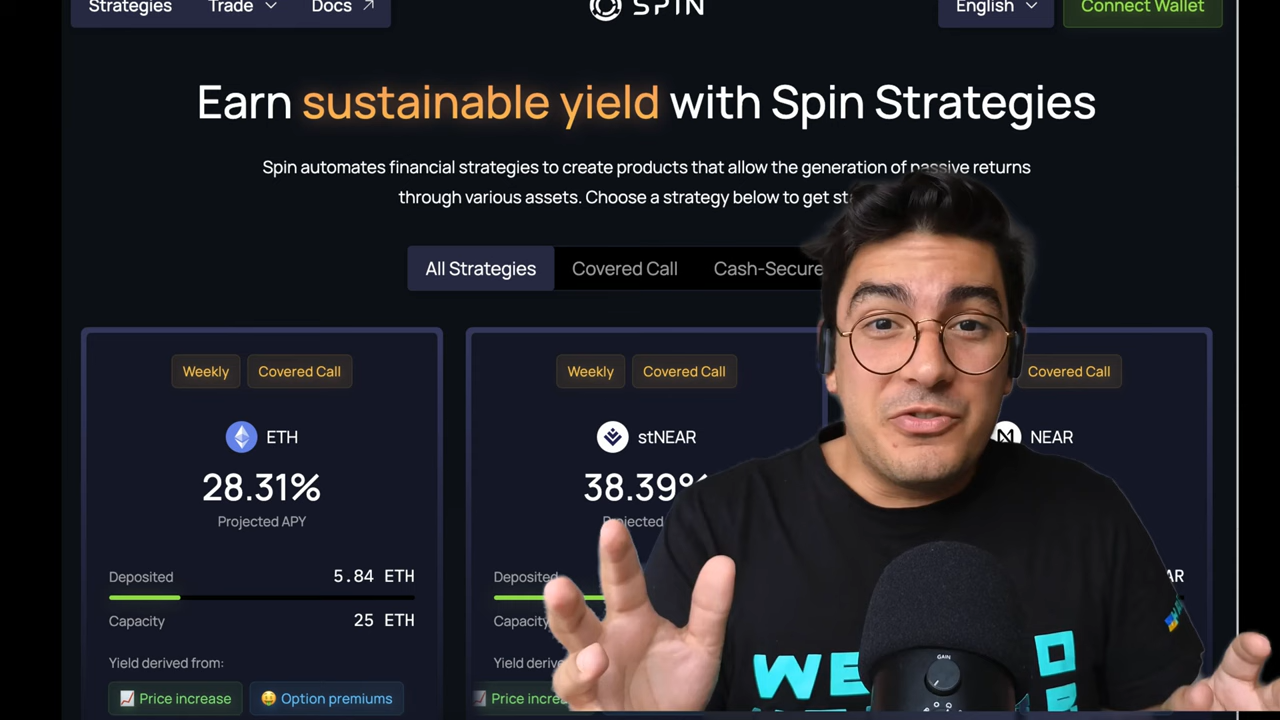 Strategies Trade Docs SPIN English Connect Wallet
Earn sustainable yield with Spin Strategies
Spin automates financial strategies to create products that allow the generation of passive returns
through various assets. Choose a strategy below to get
All Strategies Covered Call Cash-Secure
Weekly Covered Call Weekly Covered Call Covered Call
ETH stNEAR NEAR
28.31% 38.39%
Projected APY Projected
Deposited 5.84 ETH Deposited
Capacity 25 ETH Capacity
Yield derived from: Yield
Price increase Option premiums Price
GAIN
WE